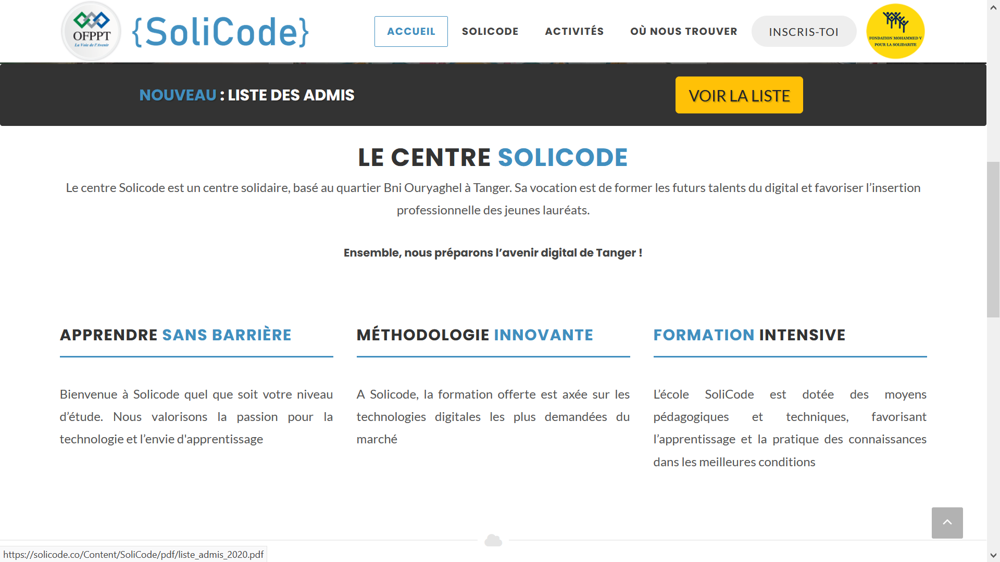 OFPPT
La Voie de l'Avenir
{SoliCode}
ACCUEIL
SOLICODE
ACTIVITÉS
OÙ NOUS TROUVER
INSCRIS-TOI
FONDATION MOHAMMED V
POUR LA SOLIDARITE
NOUVEAU : LISTE DES ADMIS
VOIR LA LISTE
LE CENTRE SOLICODE
Le centre Solicode est un centre solidaire, basé au quartier Bni Ouryaghel à Tanger. Sa vocation est de former les futurs talents du digital et favoriser l’insertion
professionnelle des jeunes lauréats.
Ensemble, nous préparons l’avenir digital de Tanger !
APPRENDRE SANS BARRIÈRE
Bienvenue à Solicode quel que soit votre niveau
d’étude. Nous valorisons la passion pour la
technologie et l’envie d'apprentissage
MÉTHODOLOGIE INNOVANTE
A Solicode, la formation offerte est axée sur les
technologies digitales les plus demandées du
marché
FORMATION INTENSIVE
L’école SoliCode est dotée des moyens
pédagogiques et techniques, favorisant
l’apprentissage et la pratique des connaissances
dans les meilleures conditions
https://solicode.co/Content/SoliCode/pdf/liste_admis_2020.pdf